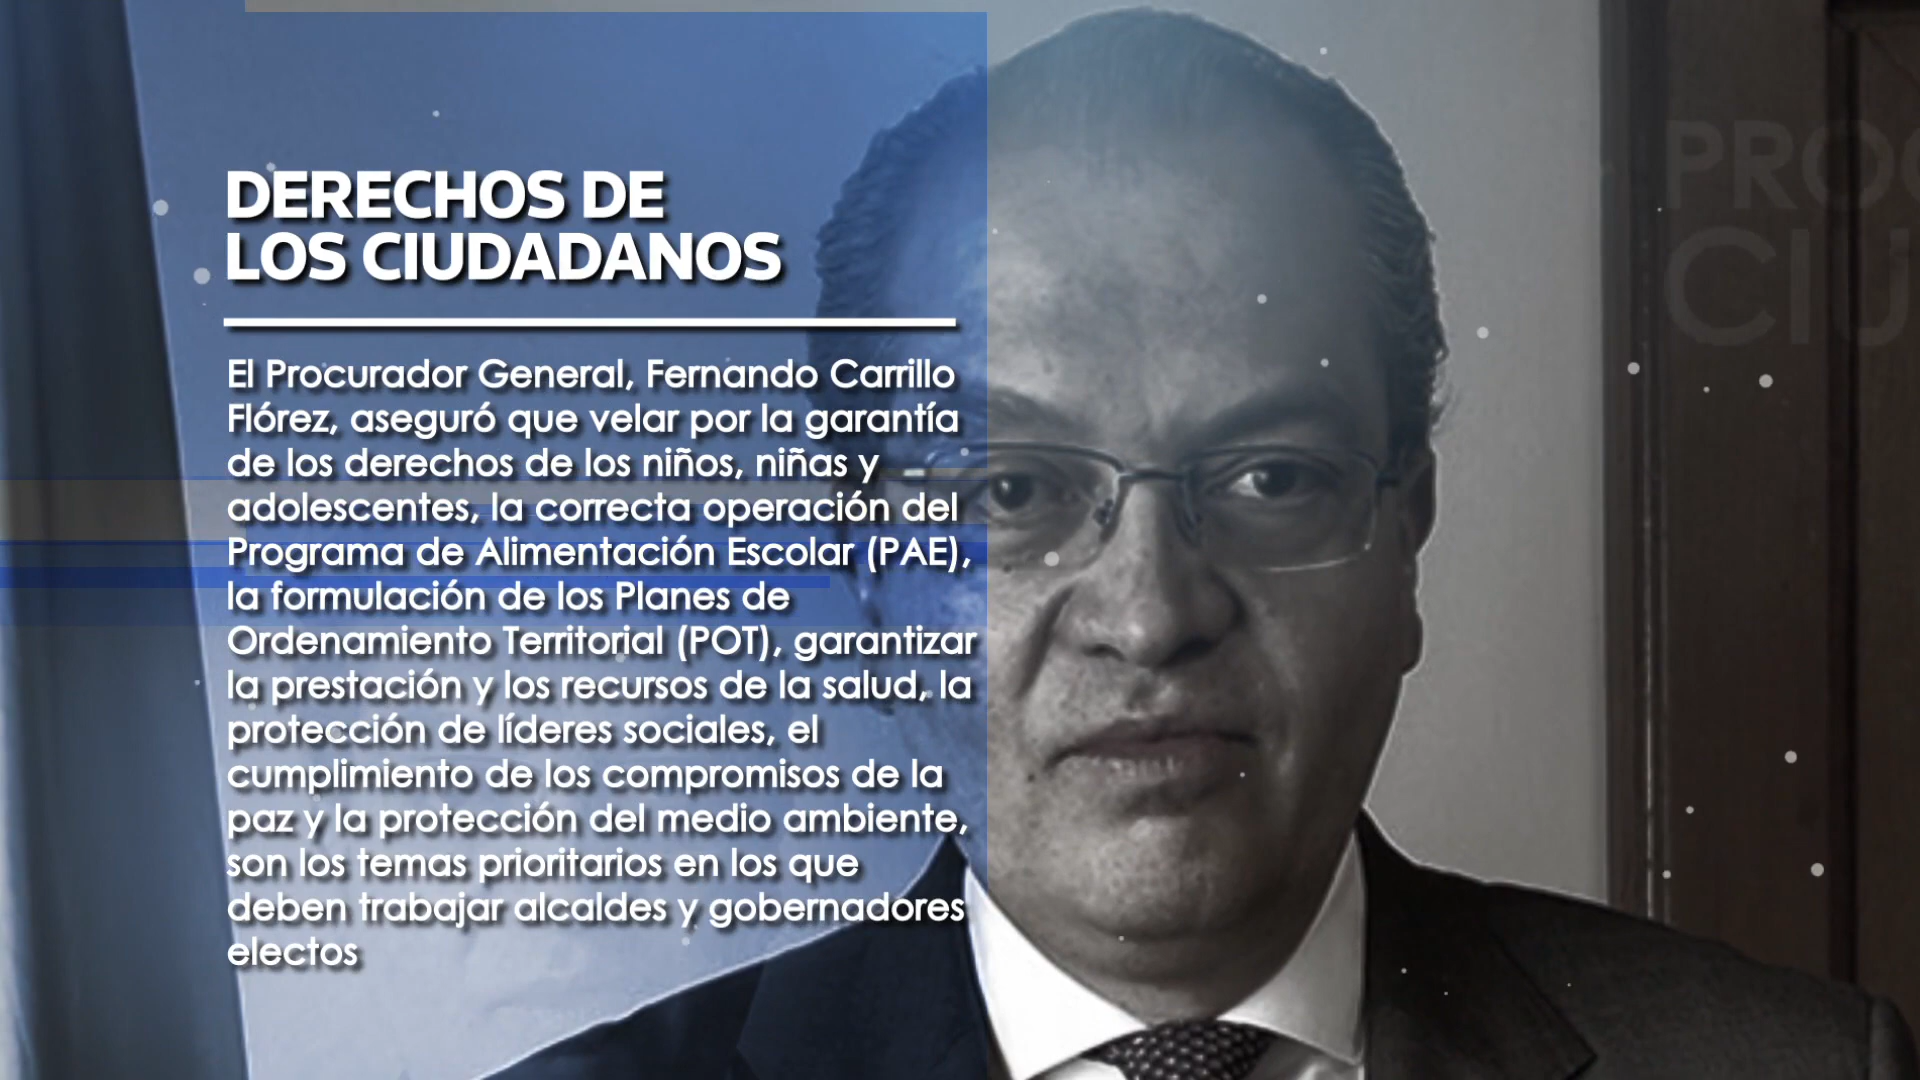 DERECHOS DE
LOS CIUDADANOS
El Procurador General, Fernando Carrillo
Flórez, aseguró que velar por la garantía
de los derechos de los niños, niñas y
adolescentes, la correcta operación del
Programa de Alimentación Escolar (PAE),
la formulación de los Planes de
Ordenamiento Territorial (POT), garantizar
la prestación y los recursos de la salud, la
protección de líderes sociales, el
cumplimiento de los compromisos de la
paz y la protección del medio ambiente,
son los temas prioritarios en los que
deben trabajar alcaldes y gobernadores
electos